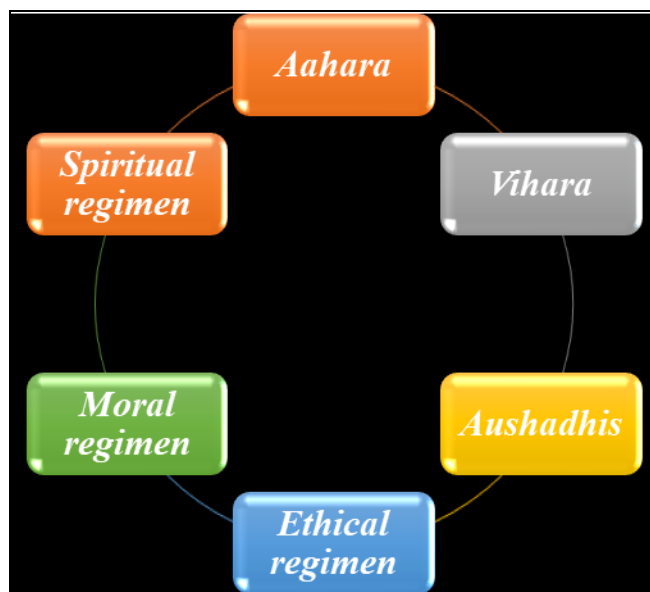 Aahara
Vihara
Aushadhis
Ethical
regimen
Moral
regimen
Spiritual
regimen